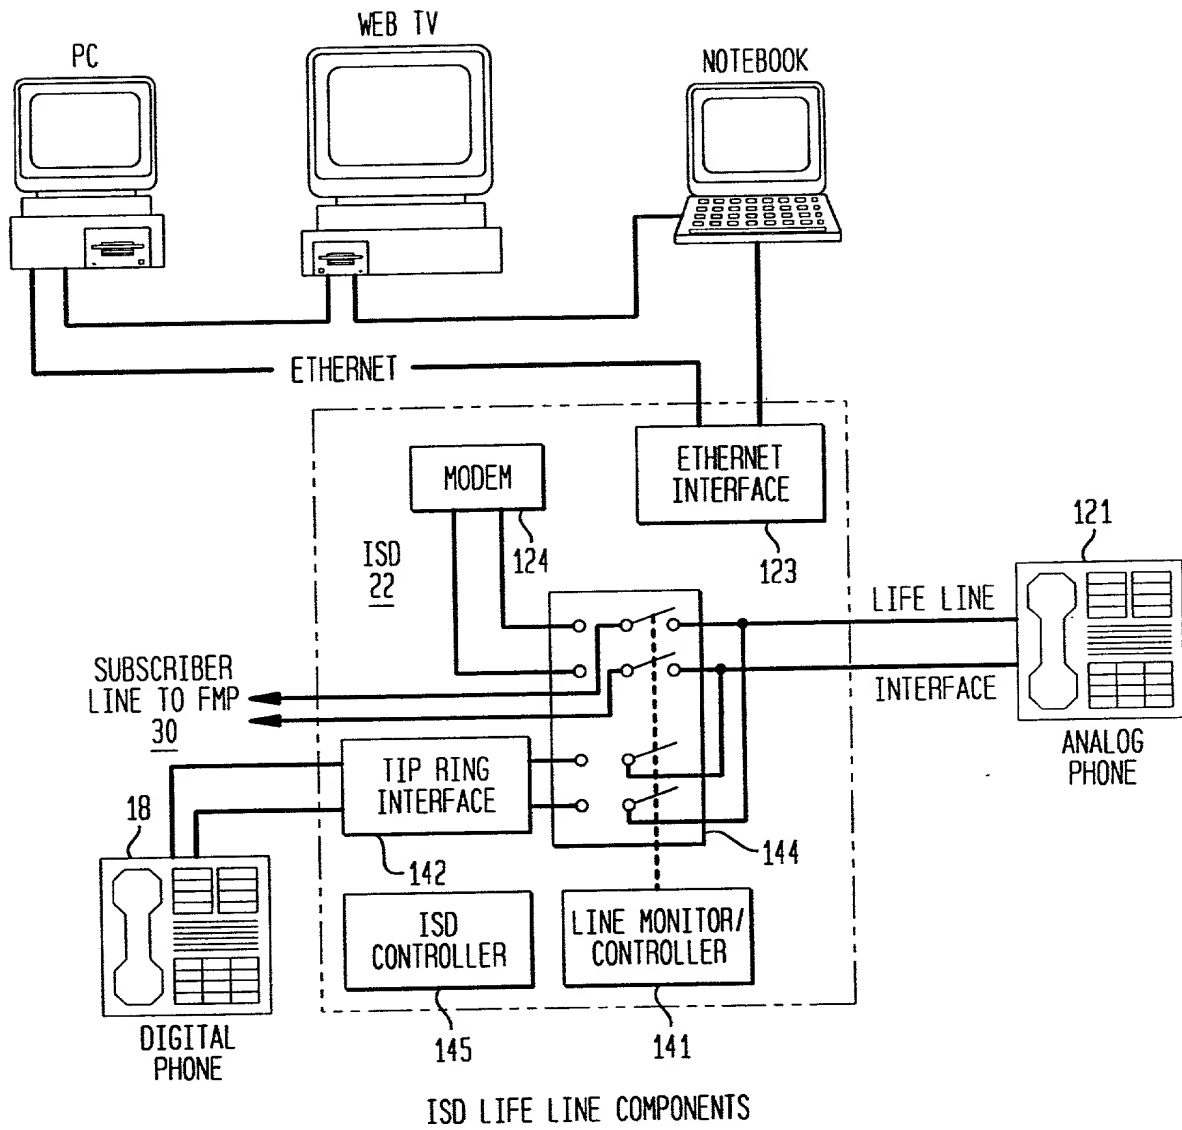 PC
WEB TV
NOTEBOOK
ETHERNET
MODEM
124
ETHERNET
INTERFACE
123
ISD
22
121
LIFE LINE
INTERFACE
ANALOG
PHONE
SUBSCRIBER
LINE TO FMP
30
TIP RING
INTERFACE
142
144
18
DIGITAL
PHONE
ISD
CONTROLLER
145
LINE MONITOR/
CONTROLLER
141
ISD LIFE LINE COMPONENTS